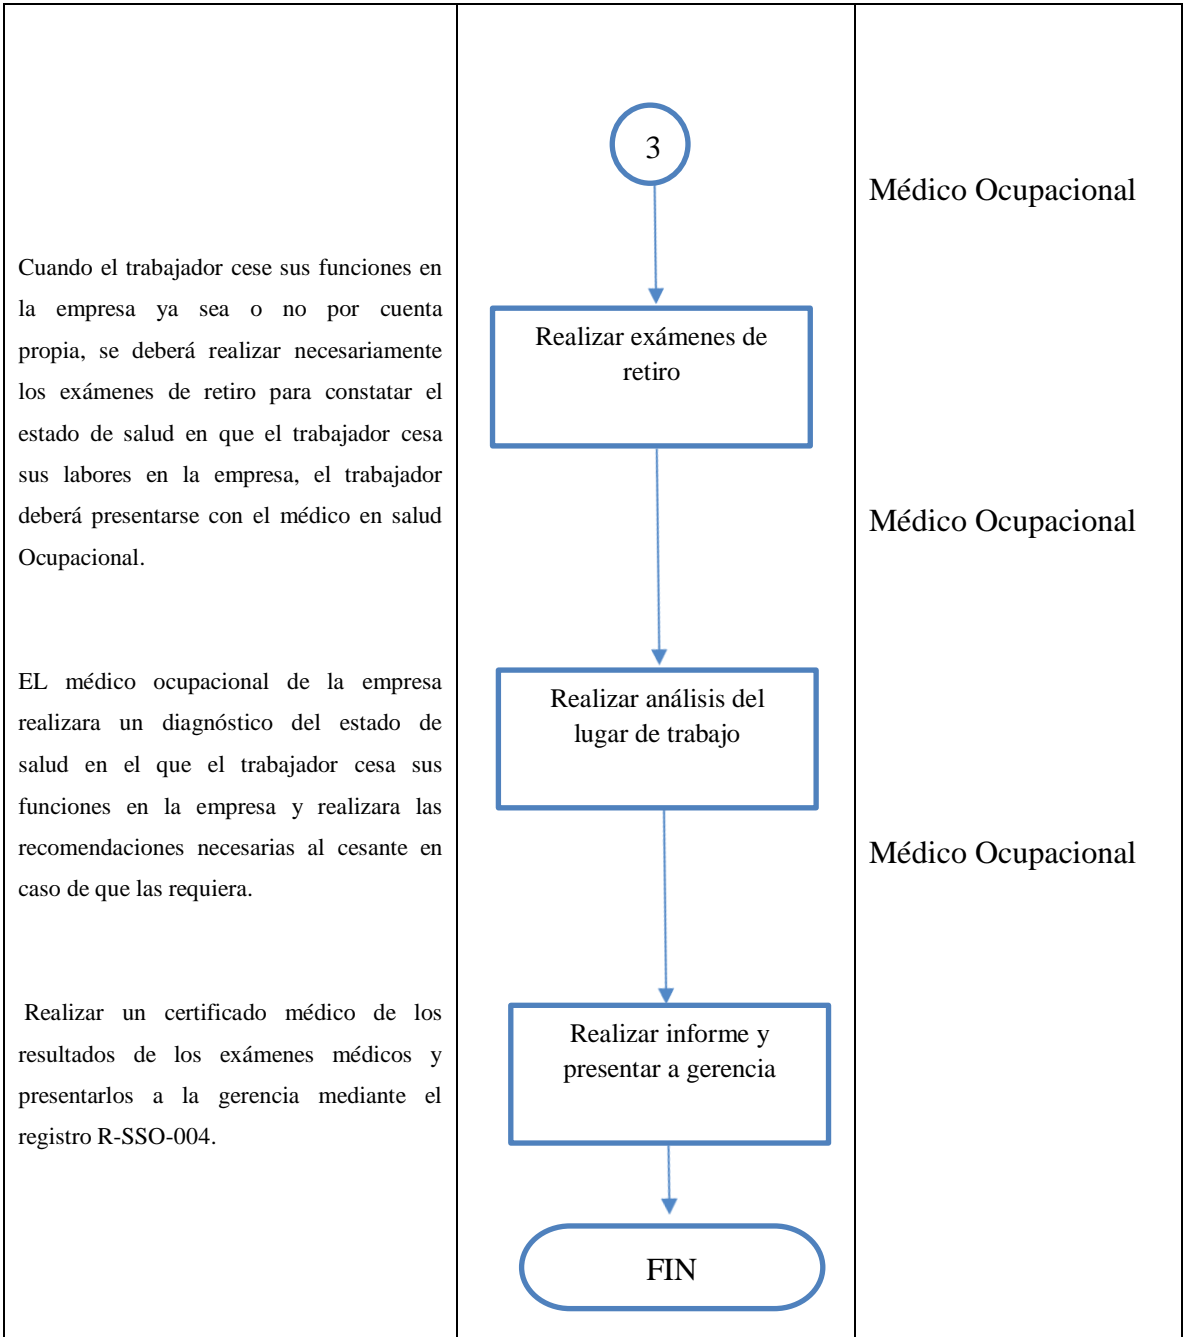 3
Médico Ocupacional
Cuando el trabajador cese sus funciones en
la empresa ya sea o no por cuenta
propia, se deberá realizar necesariamente
los exámenes de retiro para constatar el
estado de salud en que el trabajador cesa
sus labores en la empresa, el trabajador
deberá presentarse con el médico en salud
Ocupacional.
Realizar exámenes de
retiro
Médico Ocupacional
EL médico ocupacional de la empresa
realizara un diagnóstico del estado de
salud en el que el trabajador cesa sus
funciones en la empresa y realizara las
recomendaciones necesarias al cesante en
caso de que las requiera.
Realizar análisis del
lugar de trabajo
Médico Ocupacional
Realizar un certificado médico de los
resultados de los exámenes médicos y
presentarlos a la gerencia mediante el
registro R-SSO-004.
Realizar informe y
presentar a gerencia
FIN